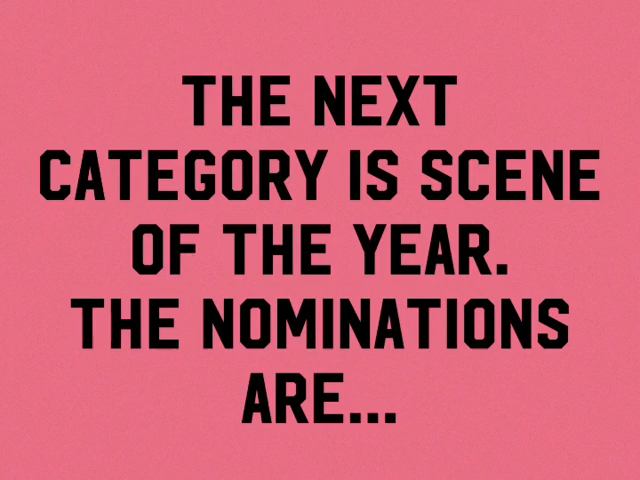 THE NEXT
CATEGORY IS SCENE
OF THE YEAR.
THE NOMINATIONS
ARE...